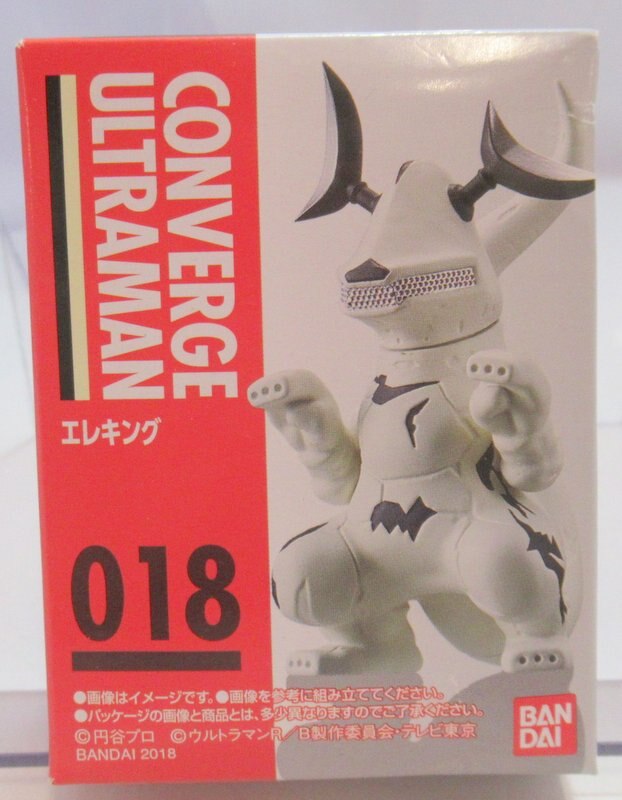 CONVERGE
ULTRAMAN
エレキング
018
●画像はイメージです。●画像を参考に組み立ててください。
●パッケージの画像と商品とは、多少異なりますのでご了承ください。
©円谷プロ ©ウルトラマンR／B製作委員会・テレビ東京
BANDAI 2018
BAN
DAI